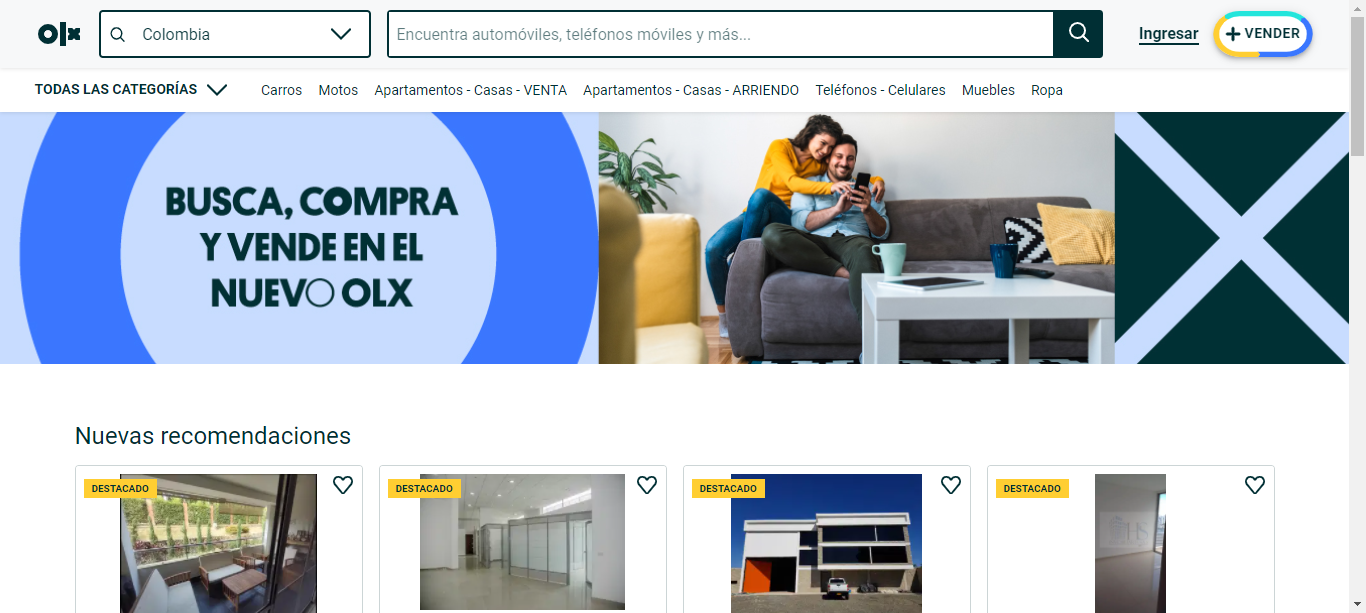 olx
Colombia
Encuentra automóviles, teléfonos móviles y más...
Ingresar
VENDER
TODAS LAS CATEGORÍAS
Carros
Motos
Apartamentos - Casas - VENTA
Apartamentos - Casas - ARRIENDO
Teléfonos - Celulares
Muebles
Ropa
BUSCA, COMPRA
Y VENDE EN EL
NUEVO OLX
Nuevas recomendaciones
DESTACADO
DESTACADO
DESTACADO
DESTACADO